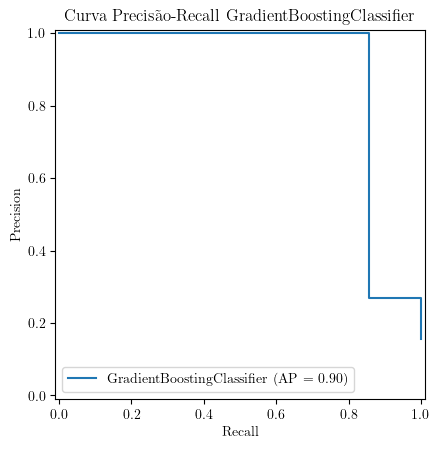 Curva Precisão-Recall GradientBoostingClassifier
1.0
0.8
0.6
0.4
0.2
0.0
Precision
GradientBoostingClassifier (AP = 0.90)
0.0 0.2 0.4 0.6 0.8 1.0
Recall